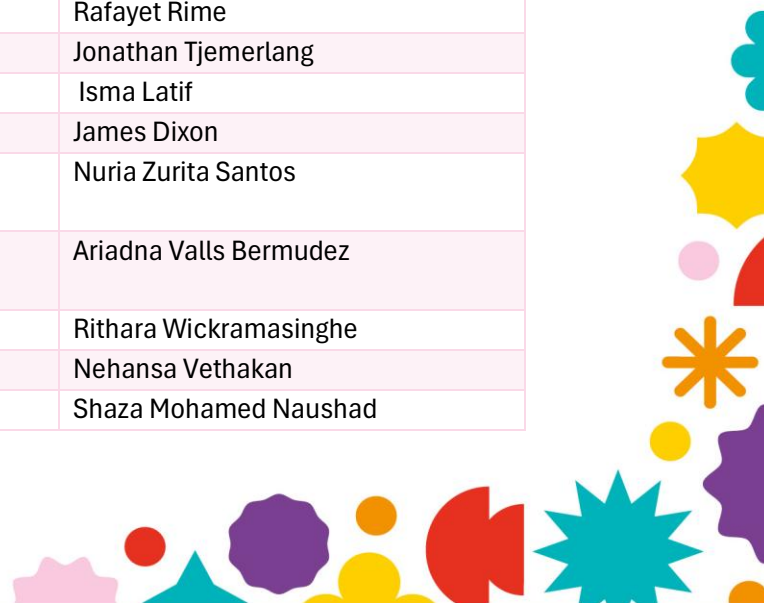 Rafayet Rime
Jonathan Tjemerlang
Isma Latif
James Dixon
Nuria Zurita Santos
Ariadna Valls Bermudez
Rithara Wickramasinghe
Nehansa Vethakan
Shaza Mohamed Naushad